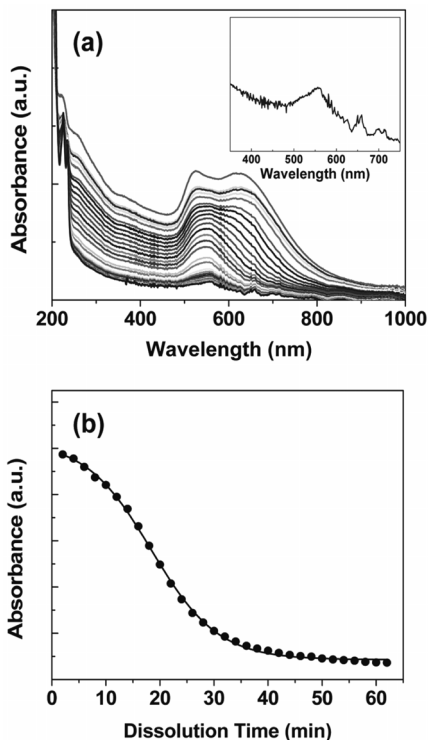 (a)
Absorbance (a.u.)
400 500 600 700
Wavelength (nm)
200 400 600 800 1000
Wavelength (nm)
(b)
Absorbance (a.u.)
0 10 20 30 40 50 60
Dissolution Time (min)